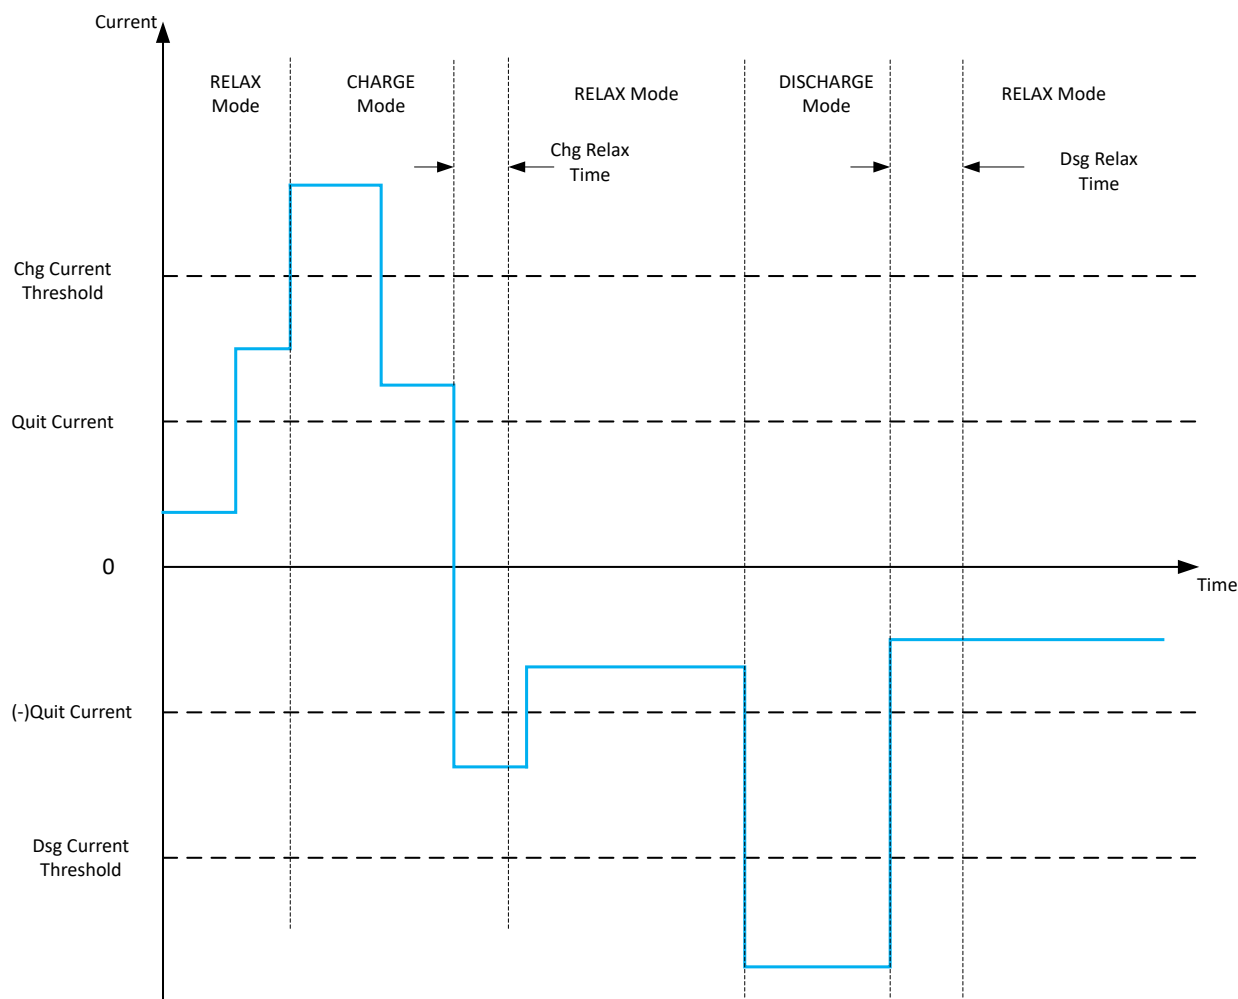 Current
RELAX
Mode
CHARGE
Mode
RELAX Mode
DISCHARGE
Mode
RELAX Mode
Chg Relax
Time
Dsg Relax
Time
Chg Current
Threshold
Quit Current
0
Time
(-)Quit Current
Dsg Current
Threshold